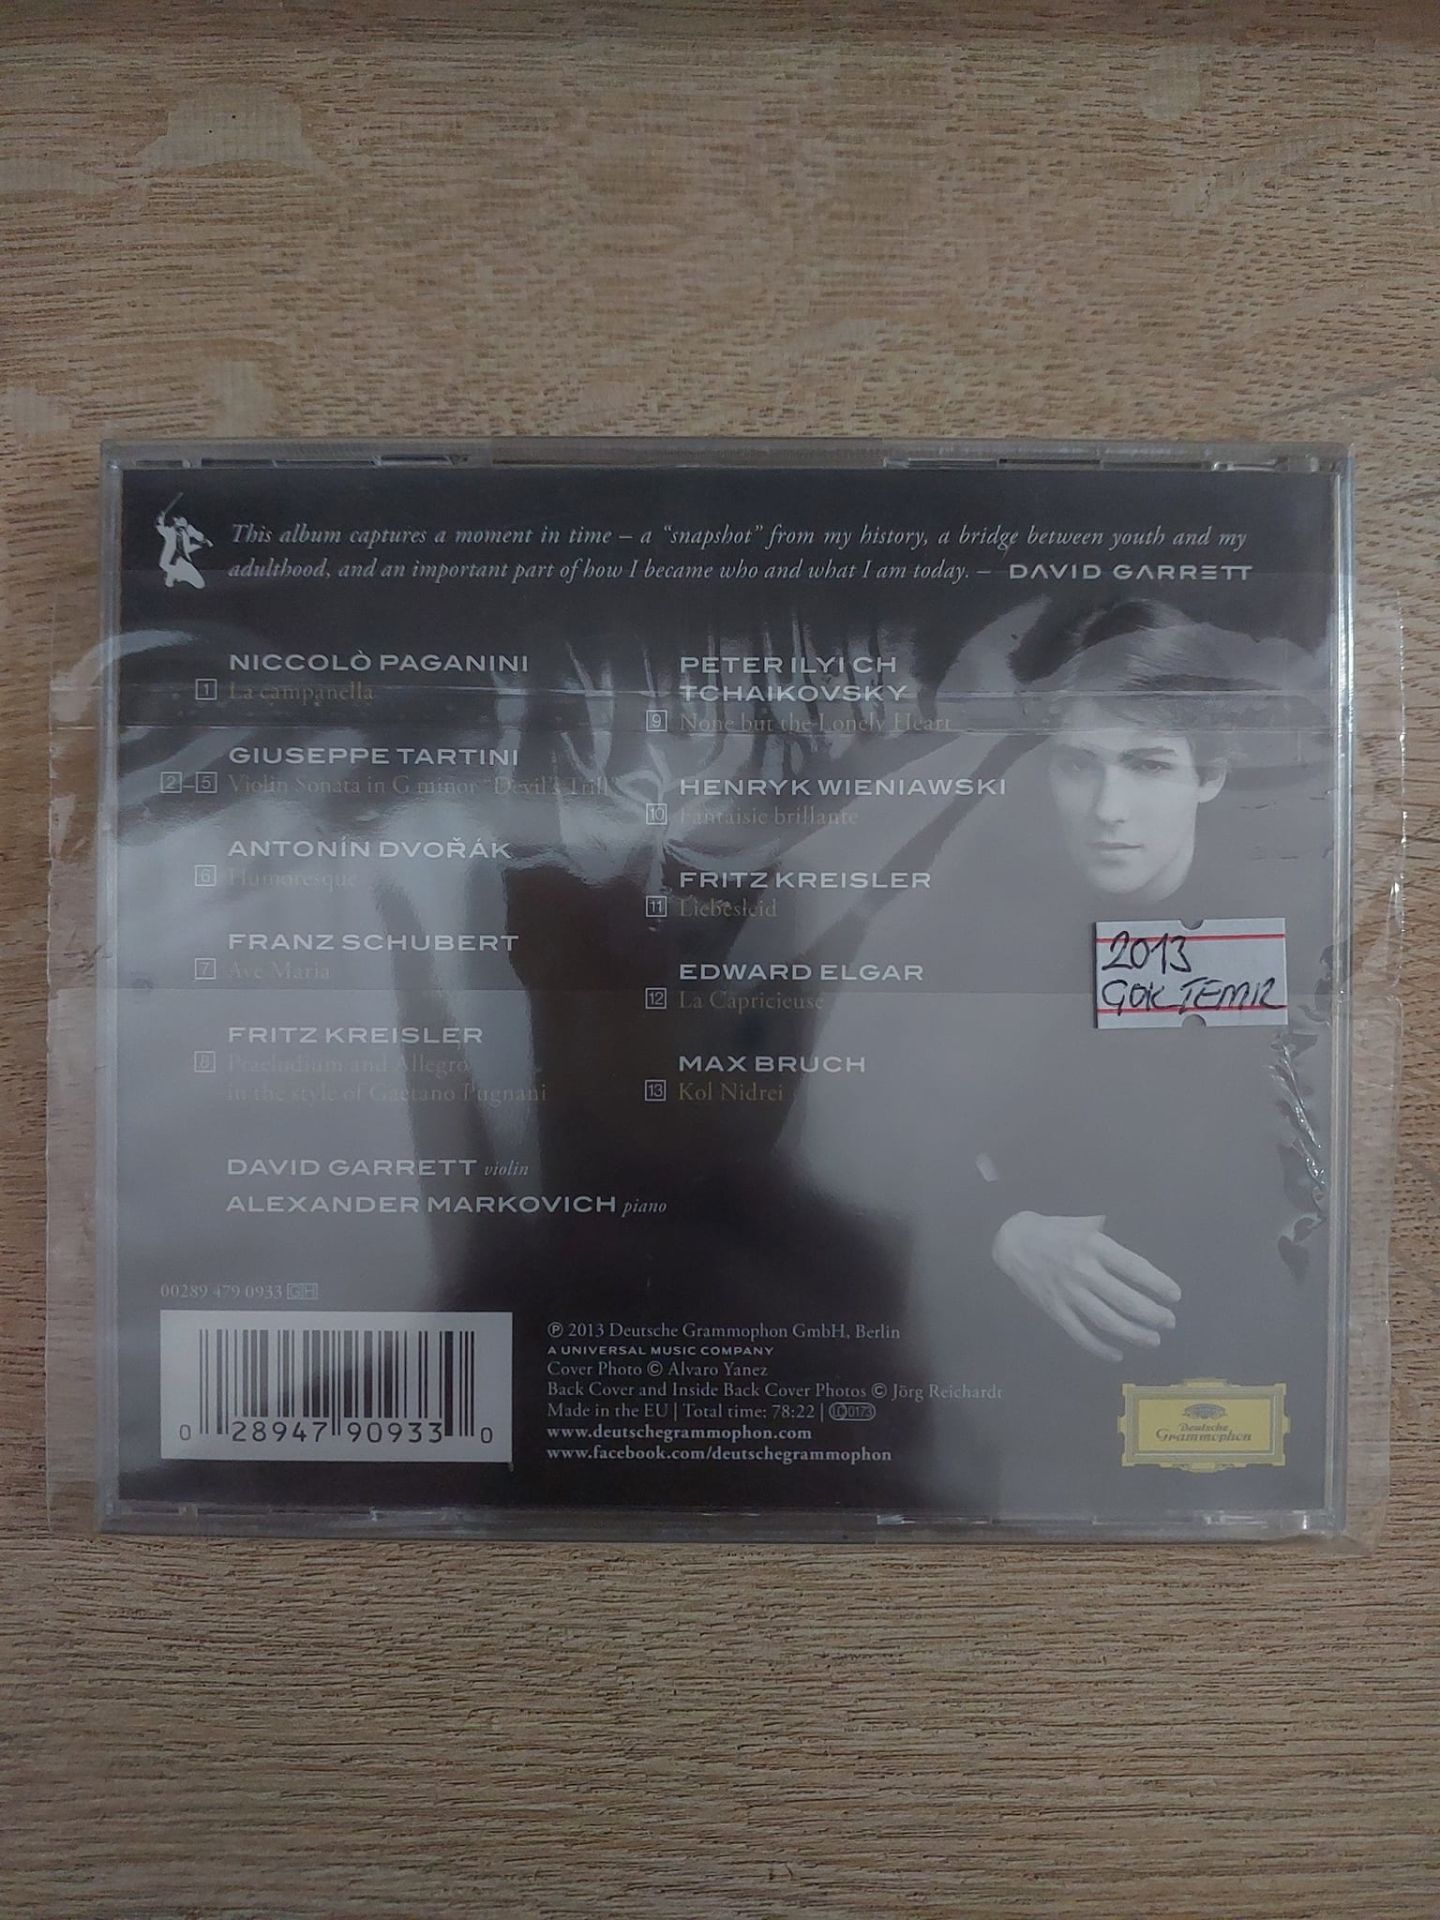 This album captures a moment in time – a “snapshot” from my history, a bridge between youth and my
adulthood, and an important part of how I became who and what I am today. – DAVID GARRETT
NICCOLÒ PAGANINI
1 La campanella
GIUSEPPE TARTINI
2–5 Violin Sonata in G minor “Devil’s Trill”
ANTONÍN DVOŘÁK
6 Humoresque
FRANZ SCHUBERT
7 Ave Maria
FRITZ KREISLER
8 Praeludium and Allegro
in the style of Gaetano Pugnani
PETER ILYICH
TCHAIKOVSKY
9 None but the Lonely Heart
HENRYK WIENIAWSKI
10 Fantaisie brillante
FRITZ KREISLER
11 Liebesleid
EDWARD ELGAR
12 La Capricieuse
MAX BRUCH
13 Kol Nidrei
2013
GÖKTEMİR
DAVID GARRETT violin
ALEXANDER MARKOVICH piano
00289 479 0933 GH
0 28947 90933 0
℗ 2013 Deutsche Grammophon GmbH, Berlin
A UNIVERSAL MUSIC COMPANY
Cover Photo © Alvaro Yanez
Back Cover and Inside Back Cover Photos © Jörg Reichardt
Made in the EU | Total time: 78:22 | LC 0173
www.deutschegrammophon.com
www.facebook.com/deutschegrammophon
Deutsche
Grammophon